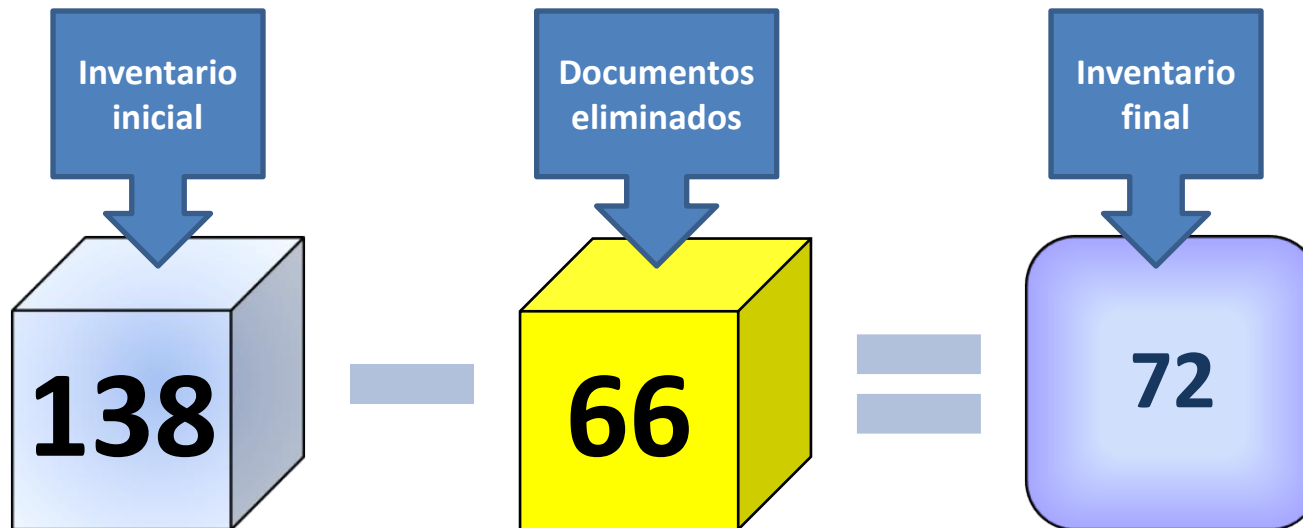 Inventario
inicial
Documentos
eliminados
Inventario
final
138
66
72